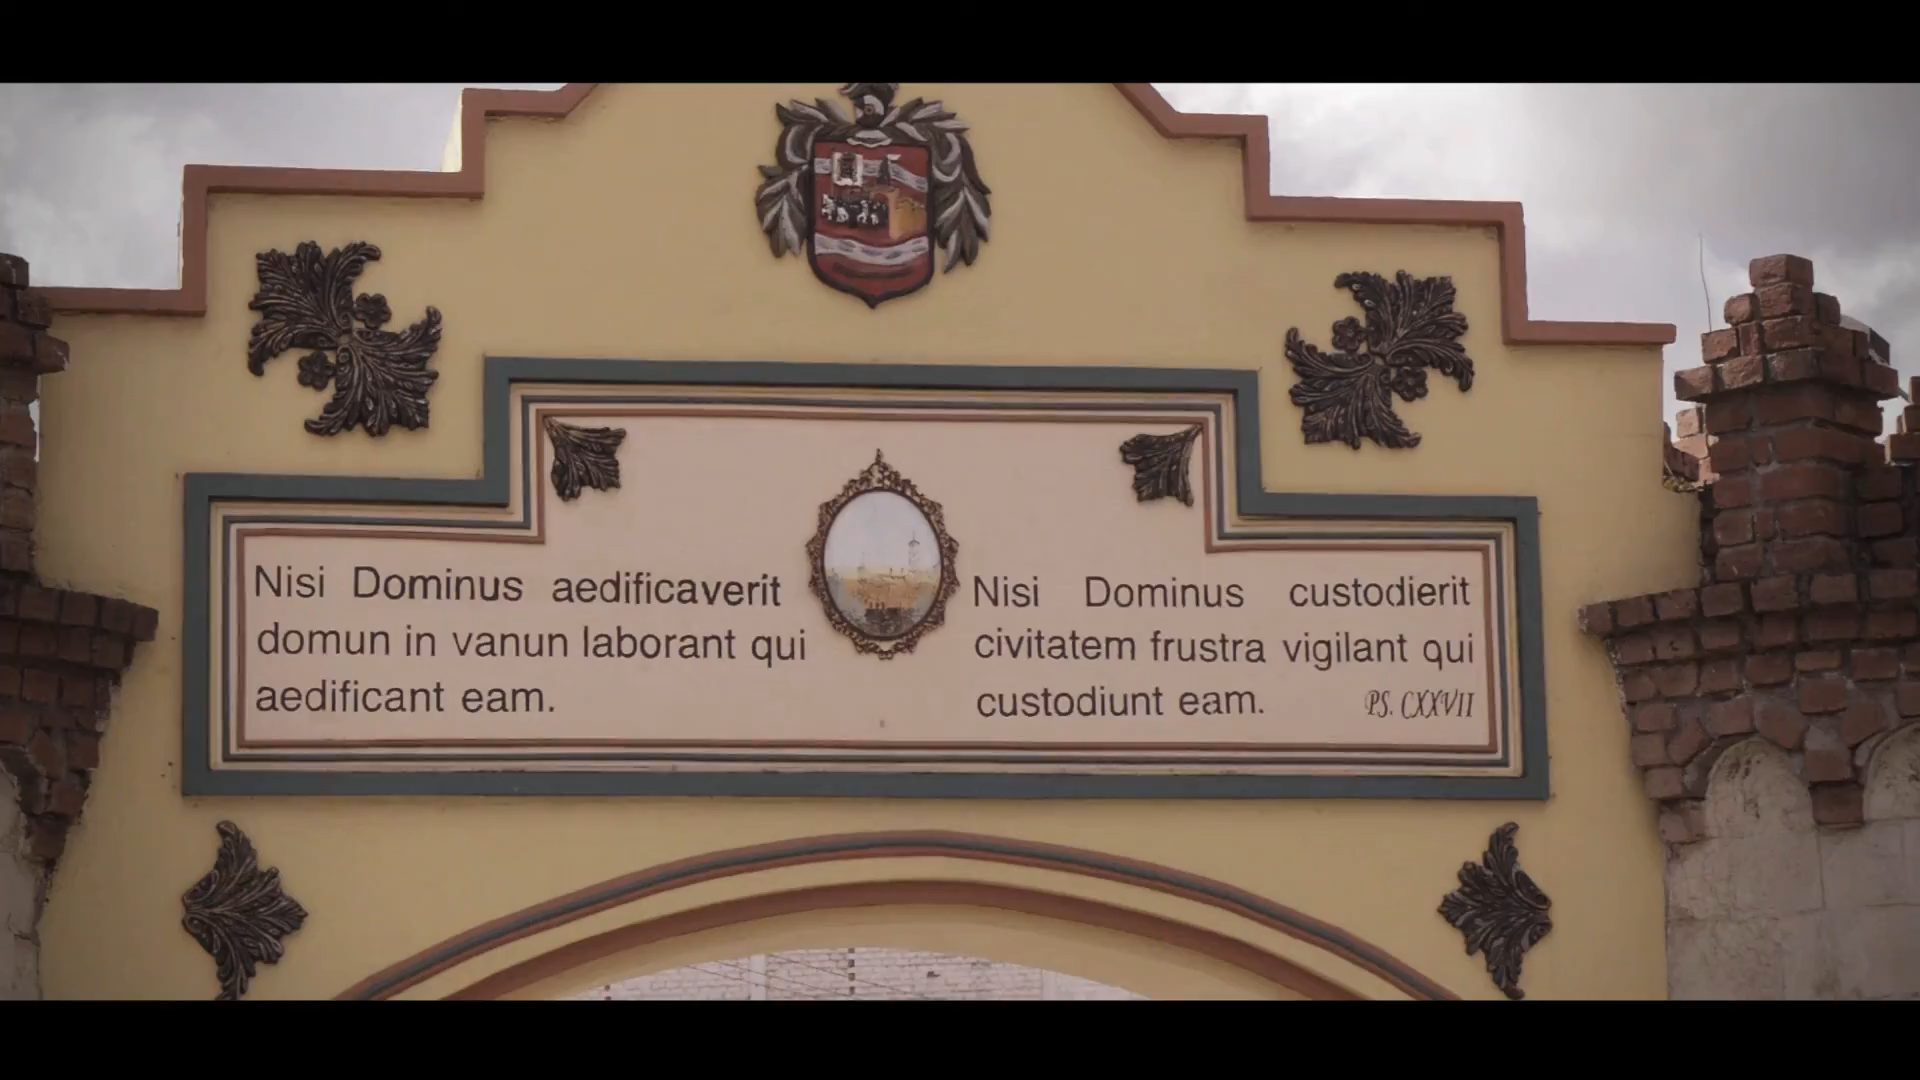 Nisi Dominus aedificaverit
domun in vanun laborant qui
aedificant eam.
Nisi Dominus custodierit
civitatem frustra vigilant qui
custodiunt eam.
PS. CXXVII